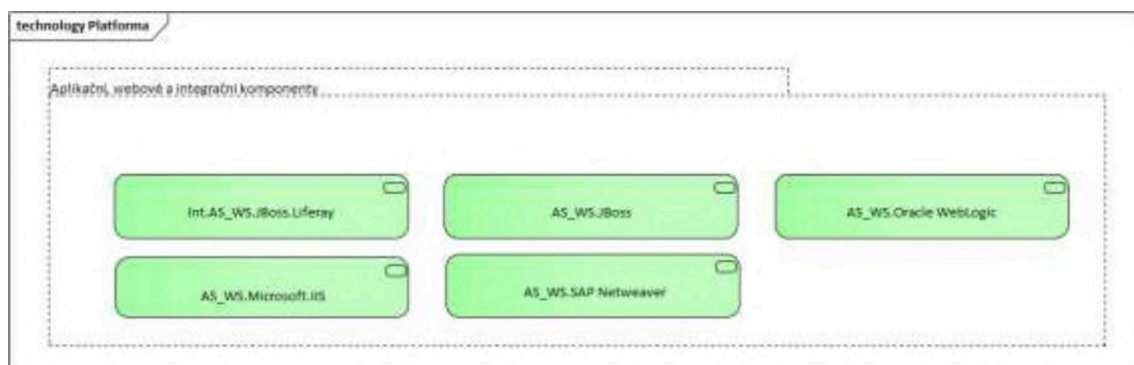 technology Platforma
Aplikační, webové a integrační komponenty
Int.AS_WS.JBoss.Liferay
AS_WS.JBoss
AS_WS.Oracle WebLogic
AS_WS.Microsoft.IIS
AS_WS.SAP Netweaver